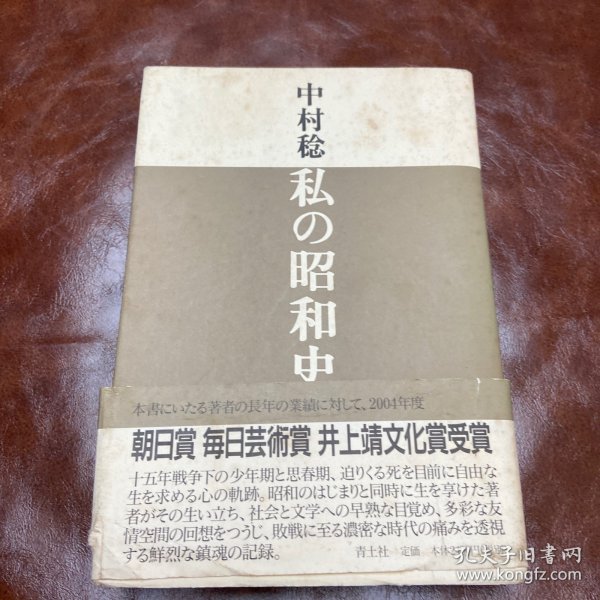 中村稔
私の昭和史
本書にいたる著者の長年の業績に対して、2004年度
朝日賞 毎日芸術賞 井上靖文化賞受賞
十五年戦争下の少年期と思春期、迫りくる死を目前に自由な
生を求める心の軌跡。昭和のはじまりと同時に生を享けた著
者がその生い立ち、社会と文学への早熟な目覚め、多彩な友
情空間の回想をつうじ、敗戦に至る濃密な時代の痛みを透視
する鮮烈な鎮魂の記録。
青土社 定価 本体
孔夫子旧书网
www.kongfz.com